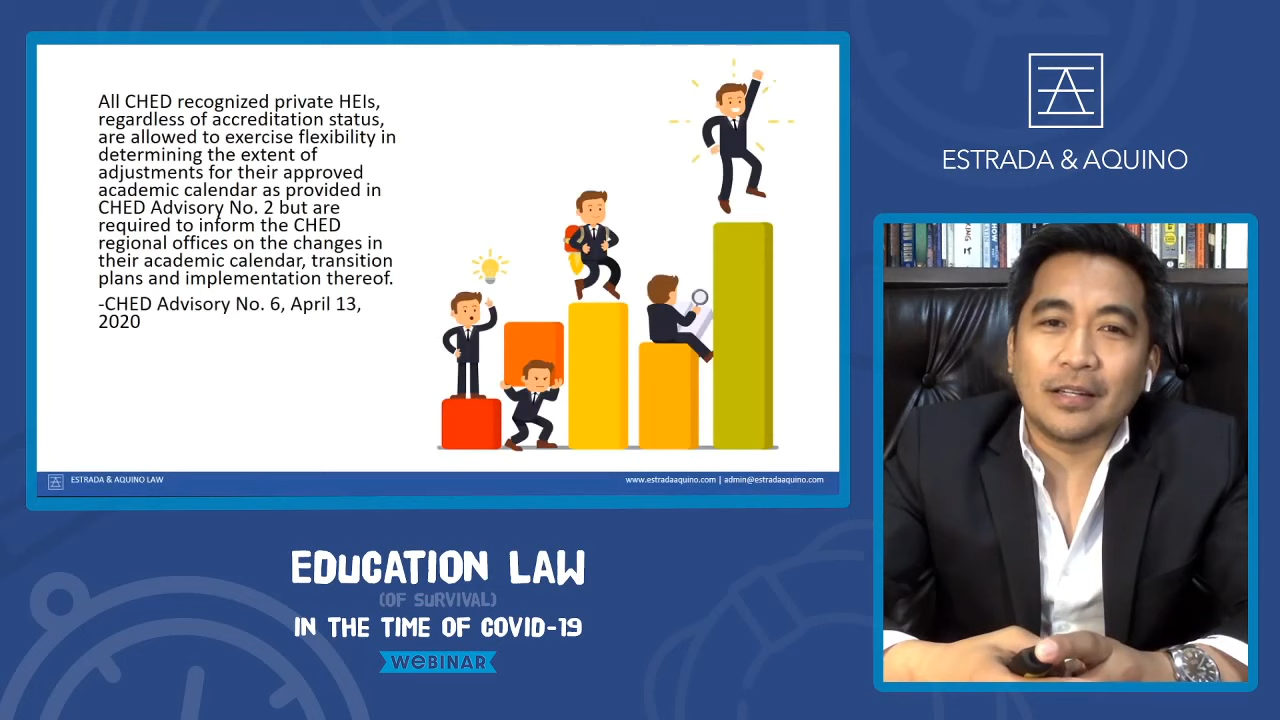 All CHED recognized private HEIs,
regardless of accreditation status,
are allowed to exercise flexibility in
determining the extent of
adjustments for their approved
academic calendar as provided in
CHED Advisory No. 2 but are
required to inform the CHED
regional offices on the changes in
their academic calendar, transition
plans and implementation thereof.
-CHED Advisory No. 6, April 13,
2020
ESTRADA & AQUINO LAW
www.estradaaquino.com | admin@estradaaquino.com
ESTRADA & AQUINO
EDuCATION LAW
(OF SuRVIVAL)
IN THE TIME OF COVID-19
WEBINAR